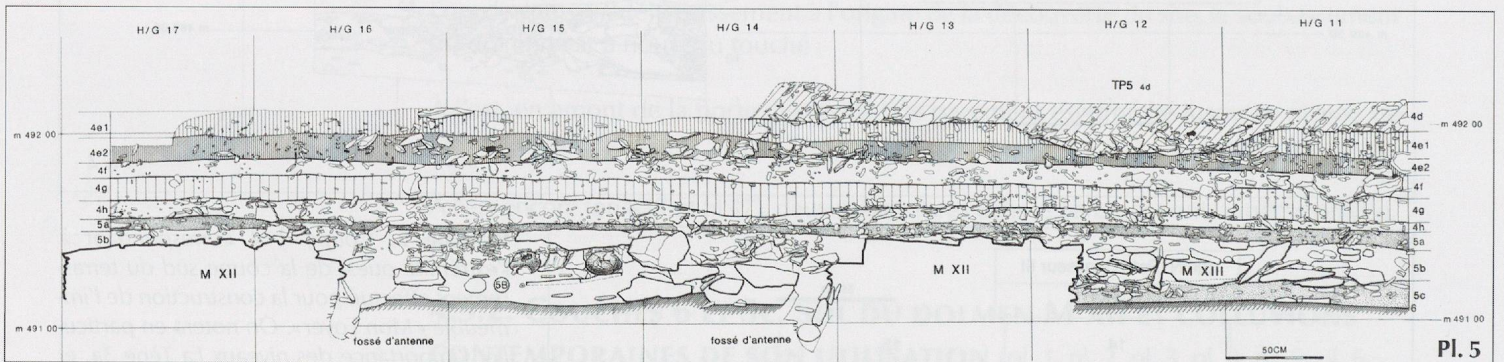 H/G 17 H/G 16 H/G 15 H/G 14 H/G 13 H/G 12 H/G 11
TP5 4d
m 492 00
4e1
4e2
4f
4g
4h
5a
5b
4d
m 492 00
4e1
4e2
4f
4g
4h
5a
5b
5c
6
M XII
5B
M XII
M XIII
m 491 00
fossé d'antenne
fossé d'antenne
m 491 00
50CM
Pl. 5